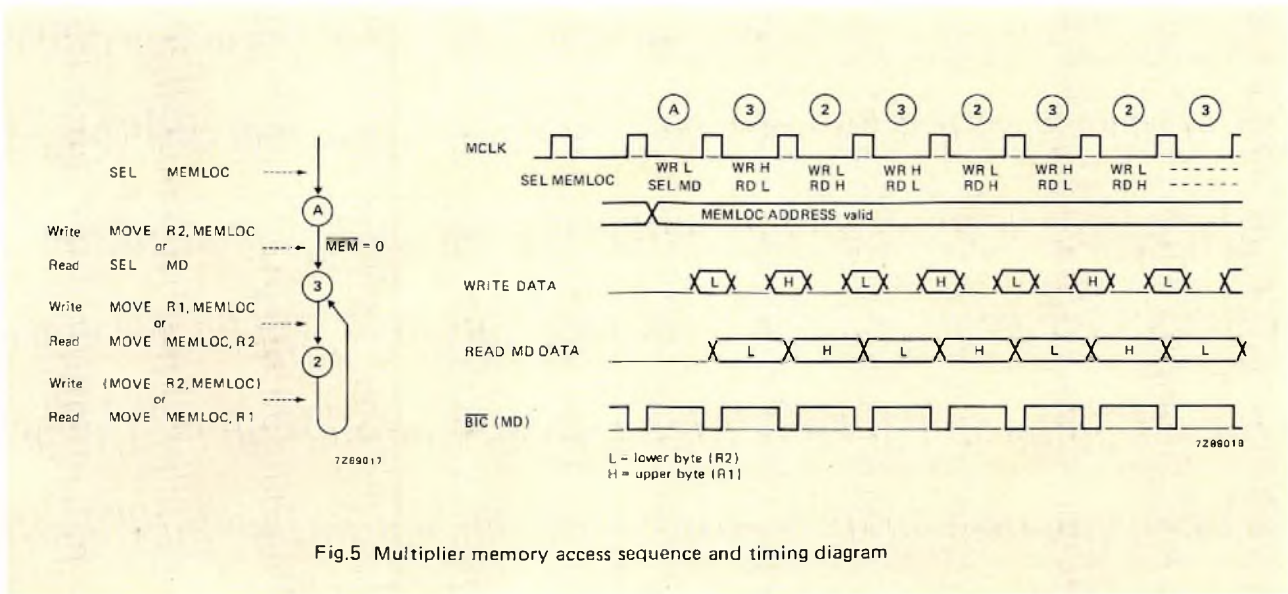 SEL MEMLOC
A
Write MOVE R2, MEMLOC
or
MEM = 0
Read SEL MD
3
Write MOVE R1, MEMLOC
or
Read MOVE MEMLOC, R2
2
Write (MOVE R2, MEMLOC)
or
Read MOVE MEMLOC, R1
7Z89017
A 3 2 3 2 3 2 3
MCLK
SEL MEMLOC
WR L WR H WR L WR H WR L WR H WR L
SEL MD RD L RD H RD L RD H RD L RD H
MEMLOC ADDRESS valid
WRITE DATA L H L H L H L
READ MD DATA L H L H L H L
BIC (MD)
7Z89018
L – lower byte (R2)
H = upper byte (R1)
Fig.5 Multiplier memory access sequence and timing diagram